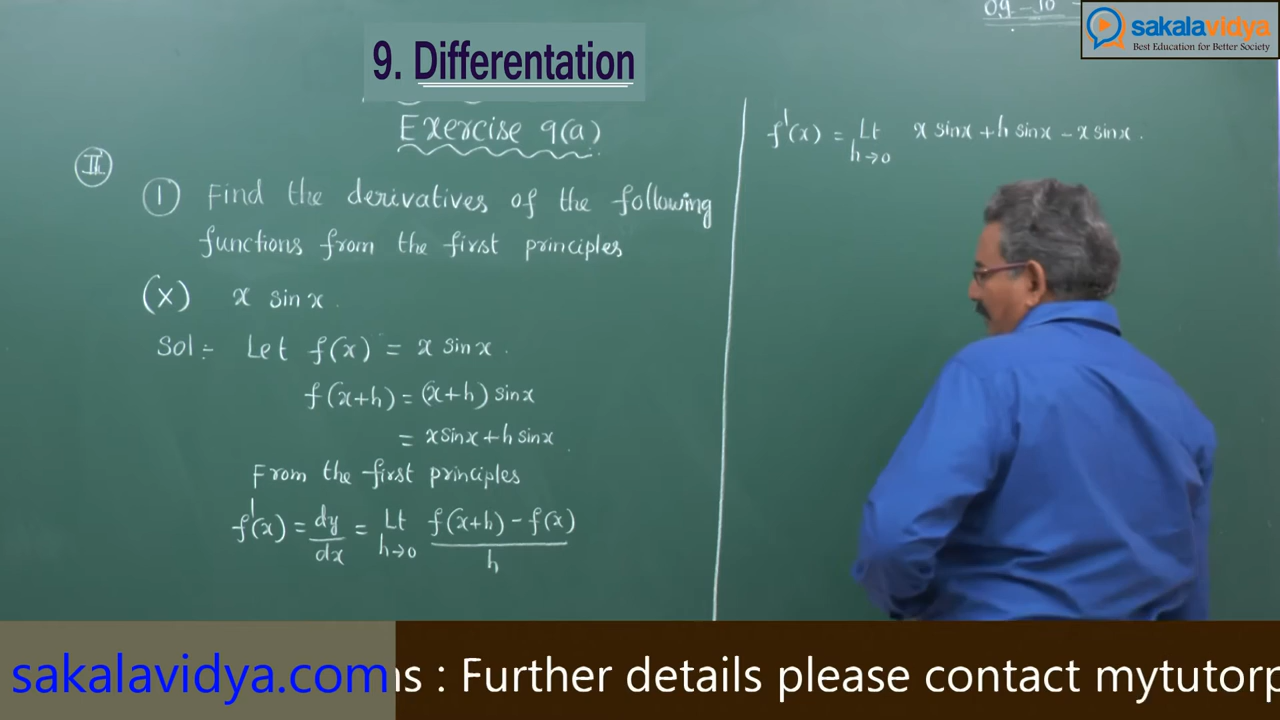 09-10
sakalavidya
Best Education for Better Society
9. Differentation
Exercise 9(a)
II
① Find the derivatives of the following
functions from the first principles
(x) x sin x.
Sol:- Let f(x) = x sin x.
f(x+h) = (x+h) sin x
= x sin x + h sin x.
From the first principles
f'(x) = dy/dx = Lt h→0 f(x+h) - f(x) / h
f'(x) = Lt h→0 x sin x + h sin x - x sin x.
sakalavidya.com
: Further details please contact